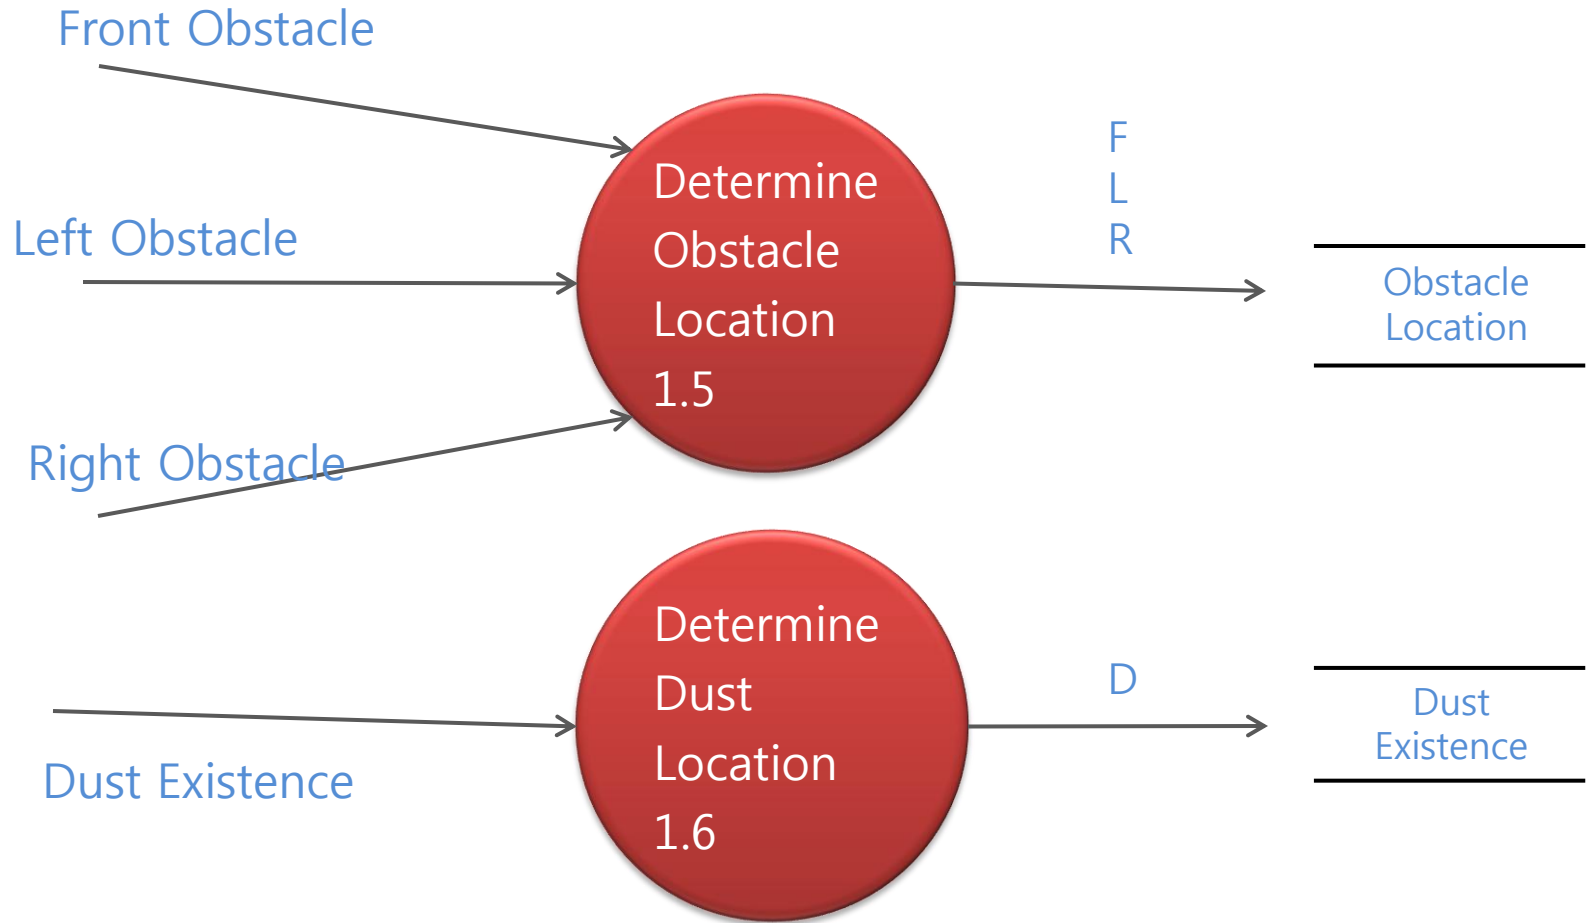 Front Obstacle
Left Obstacle
Right Obstacle
Determine
Obstacle
Location
1.5
F
L
R
Obstacle
Location
Dust Existence
Determine
Dust
Location
1.6
D
Dust
Existence